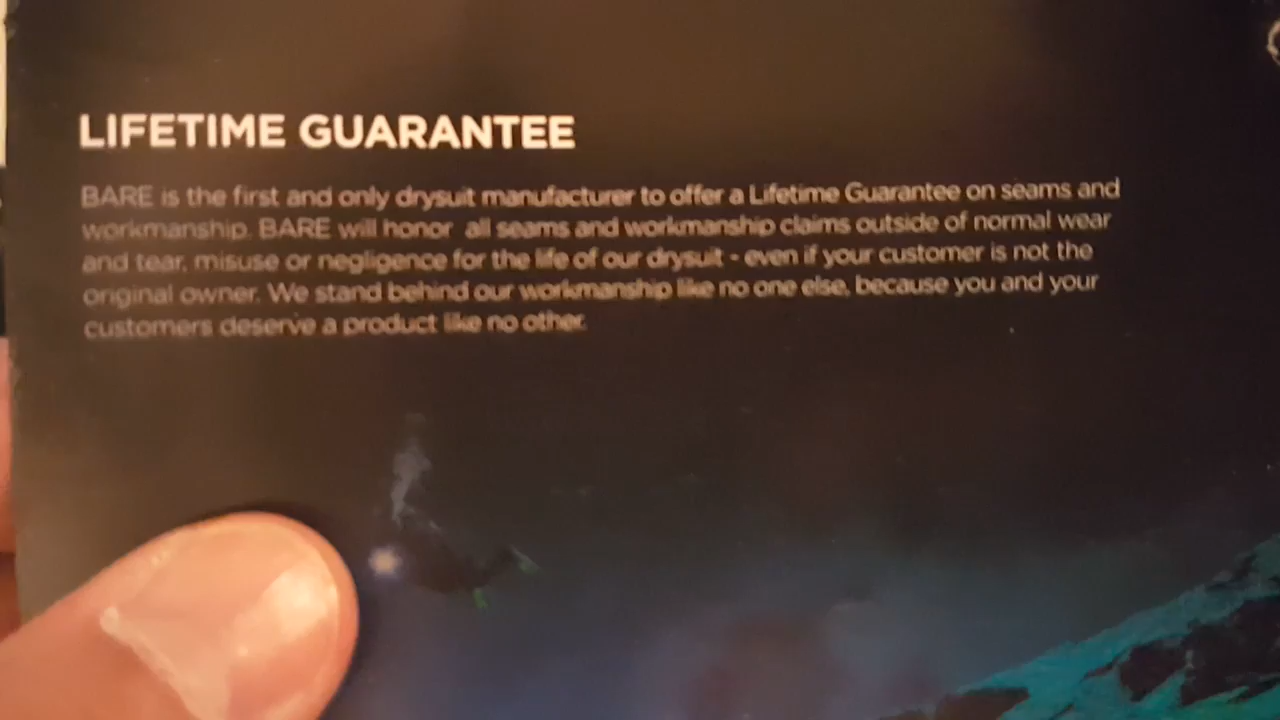 LIFETIME GUARANTEE
BARE is the first and only drysuit manufacturer to offer a Lifetime Guarantee on seams and
workmanship. BARE will honor all seams and workmanship claims outside of normal wear
and tear, misuse or negligence for the life of our drysuit - even if your customer is not the
original owner. We stand behind our workmanship like no one else, because you and your
customers deserve a product like no other.